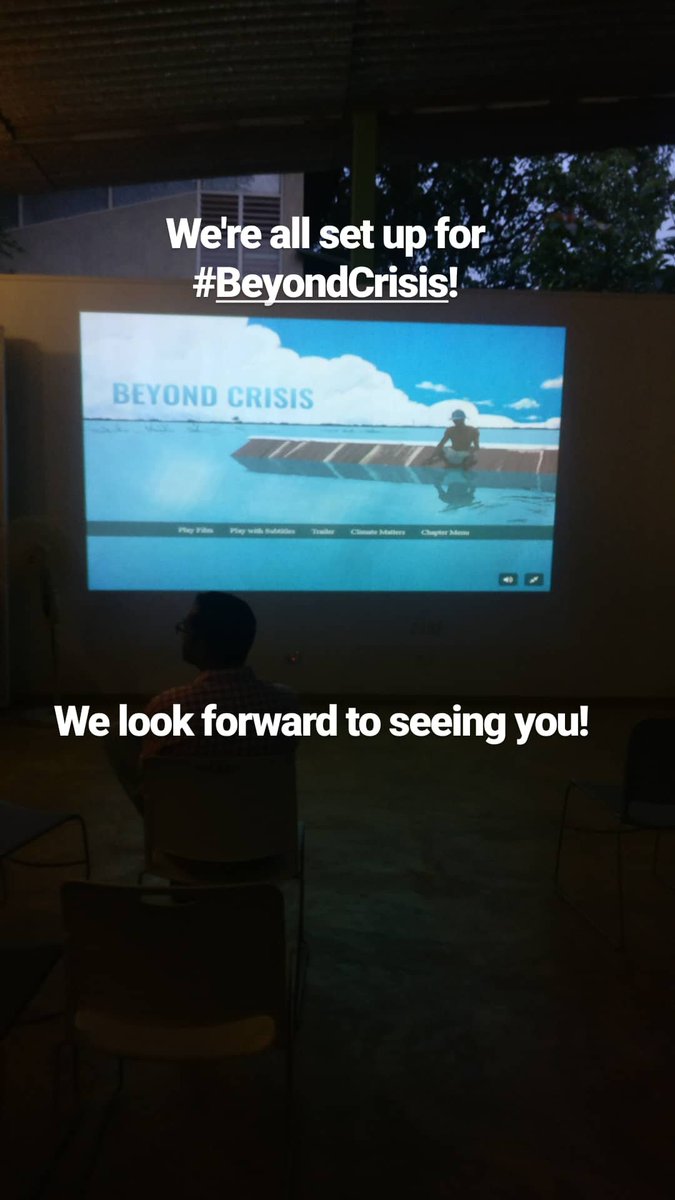 We're all set up for
#BeyondCrisis!
BEYOND CRISIS
Play Film Play with Subtitles Trailer Climate Matters Chapter Menu
We look forward to seeing you!